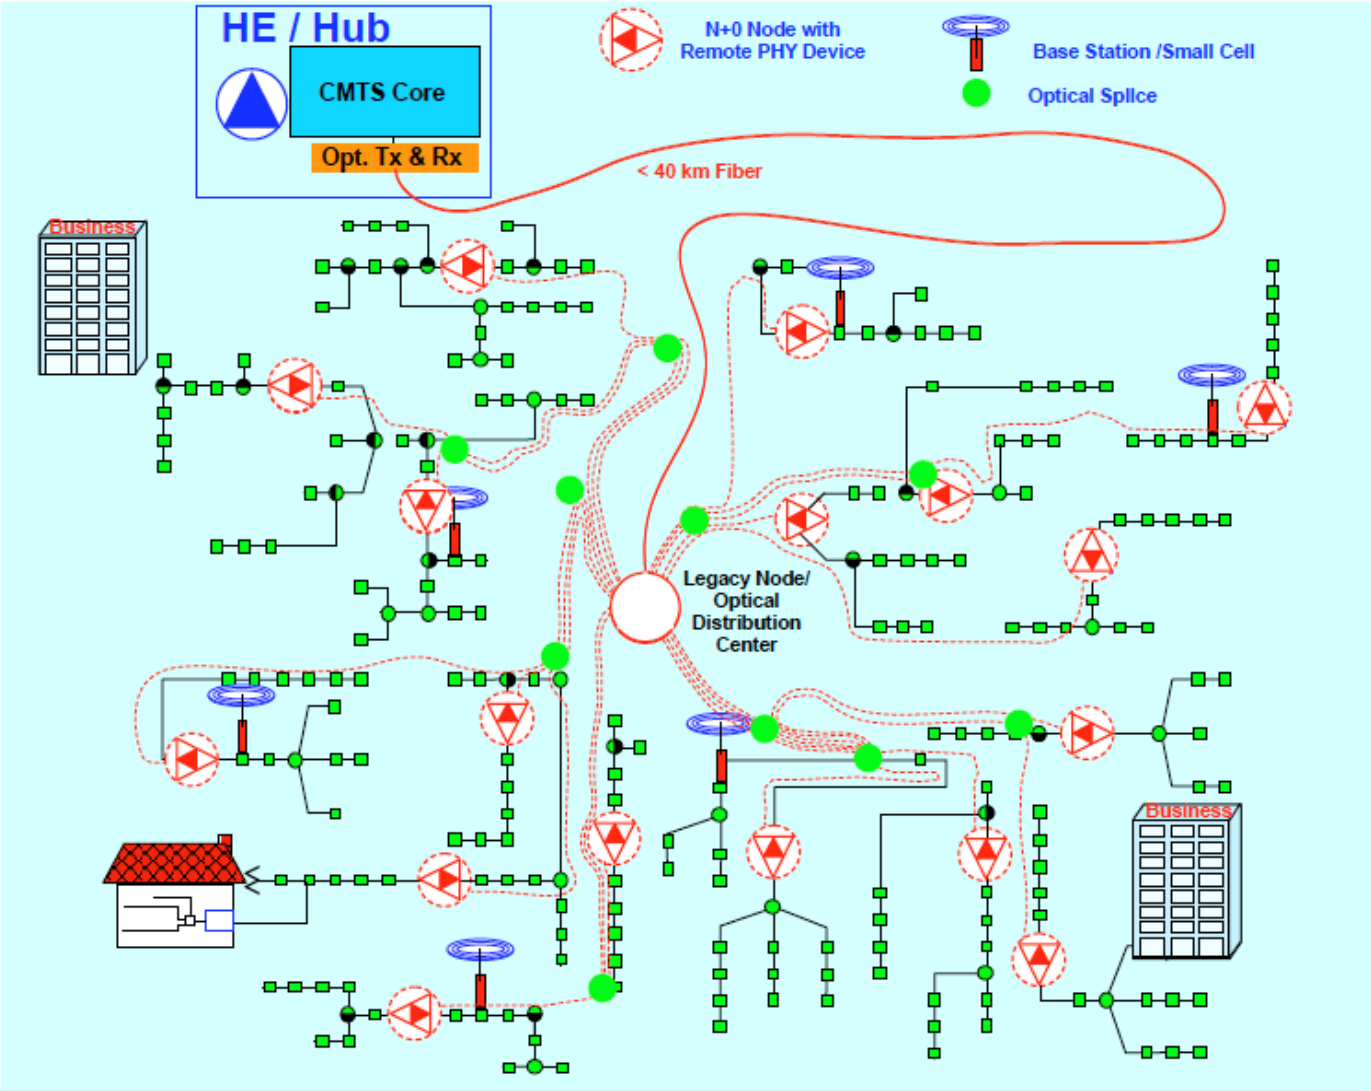 HE / Hub
CMTS Core
Opt. Tx & Rx
N+0 Node with
Remote PHY Device
Base Station /Small Cell
Optical Splice
< 40 km Fiber
Business
Legacy Node/
Optical
Distribution
Center
Business